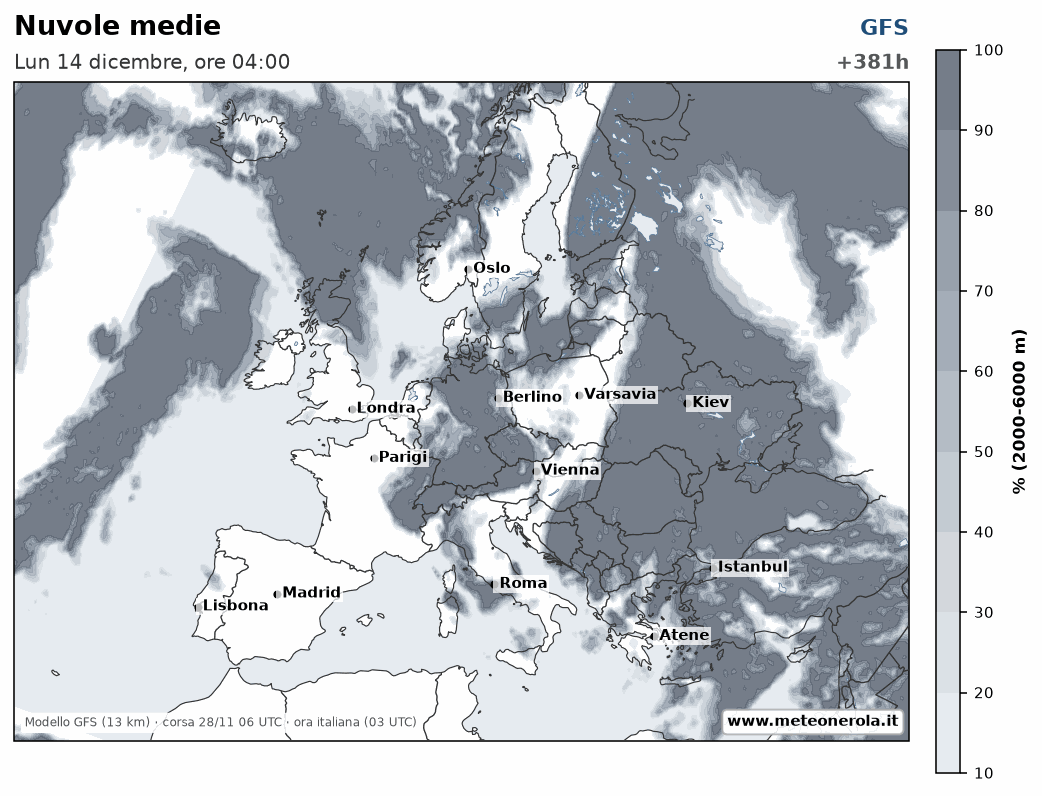 Nuvole medie
GFS
Lun 14 dicembre, ore 04:00
+381h
100
90
80
70
60
50
40
30
20
10
% (2000-6000 m)
Oslo
Londra
Berlino
Varsavia
Kiev
Parigi
Vienna
Istanbul
Madrid
Roma
Lisbona
Atene
Modello GFS (13 km) · corsa 28/11 06 UTC · ora italiana (03 UTC)
www.meteonerola.it